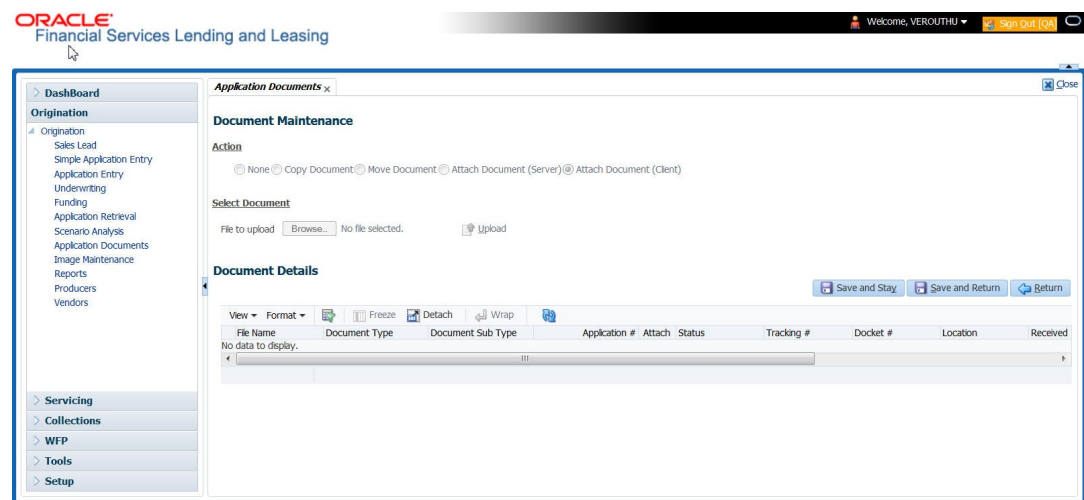 ORACLE
Financial Services Lending and Leasing
Welcome, VEROUTHU
Sign Out [QA]
DashBoard
Origination
Origination
Sales Lead
Simple Application Entry
Application Entry
Underwriting
Funding
Application Retrieval
Scenario Analysis
Application Documents
Image Maintenance
Reports
Producers
Vendors
Servicing
Collections
WFP
Tools
Setup
Application Documents
Close
Document Maintenance
Action
None Copy Document Move Document Attach Document (Server) Attach Document (Client)
Select Document
File to upload Browse... No file selected. Upload
Document Details
Save and Stay Save and Return Return
View Format Freeze Detach Wrap
File Name Document Type Document Sub Type Application # Attach Status Tracking # Docket # Location Received
No data to display.